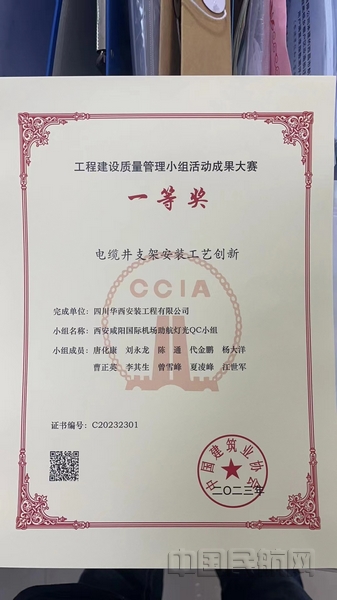 工程建设质量管理小组活动成果大赛
一等奖
电缆井支架安装工艺创新
CCIA
完成单位：四川华西安装工程有限公司
小组名称：西安咸阳国际机场助航灯光QC小组
小组成员：唐化康 刘永龙 陈通 代金鹏 杨大洋
曹正英 李其生 曾雪峰 夏凌峰 江世军
证书编号：C20232301
中国建筑业协会
二〇二三年
中国民航网